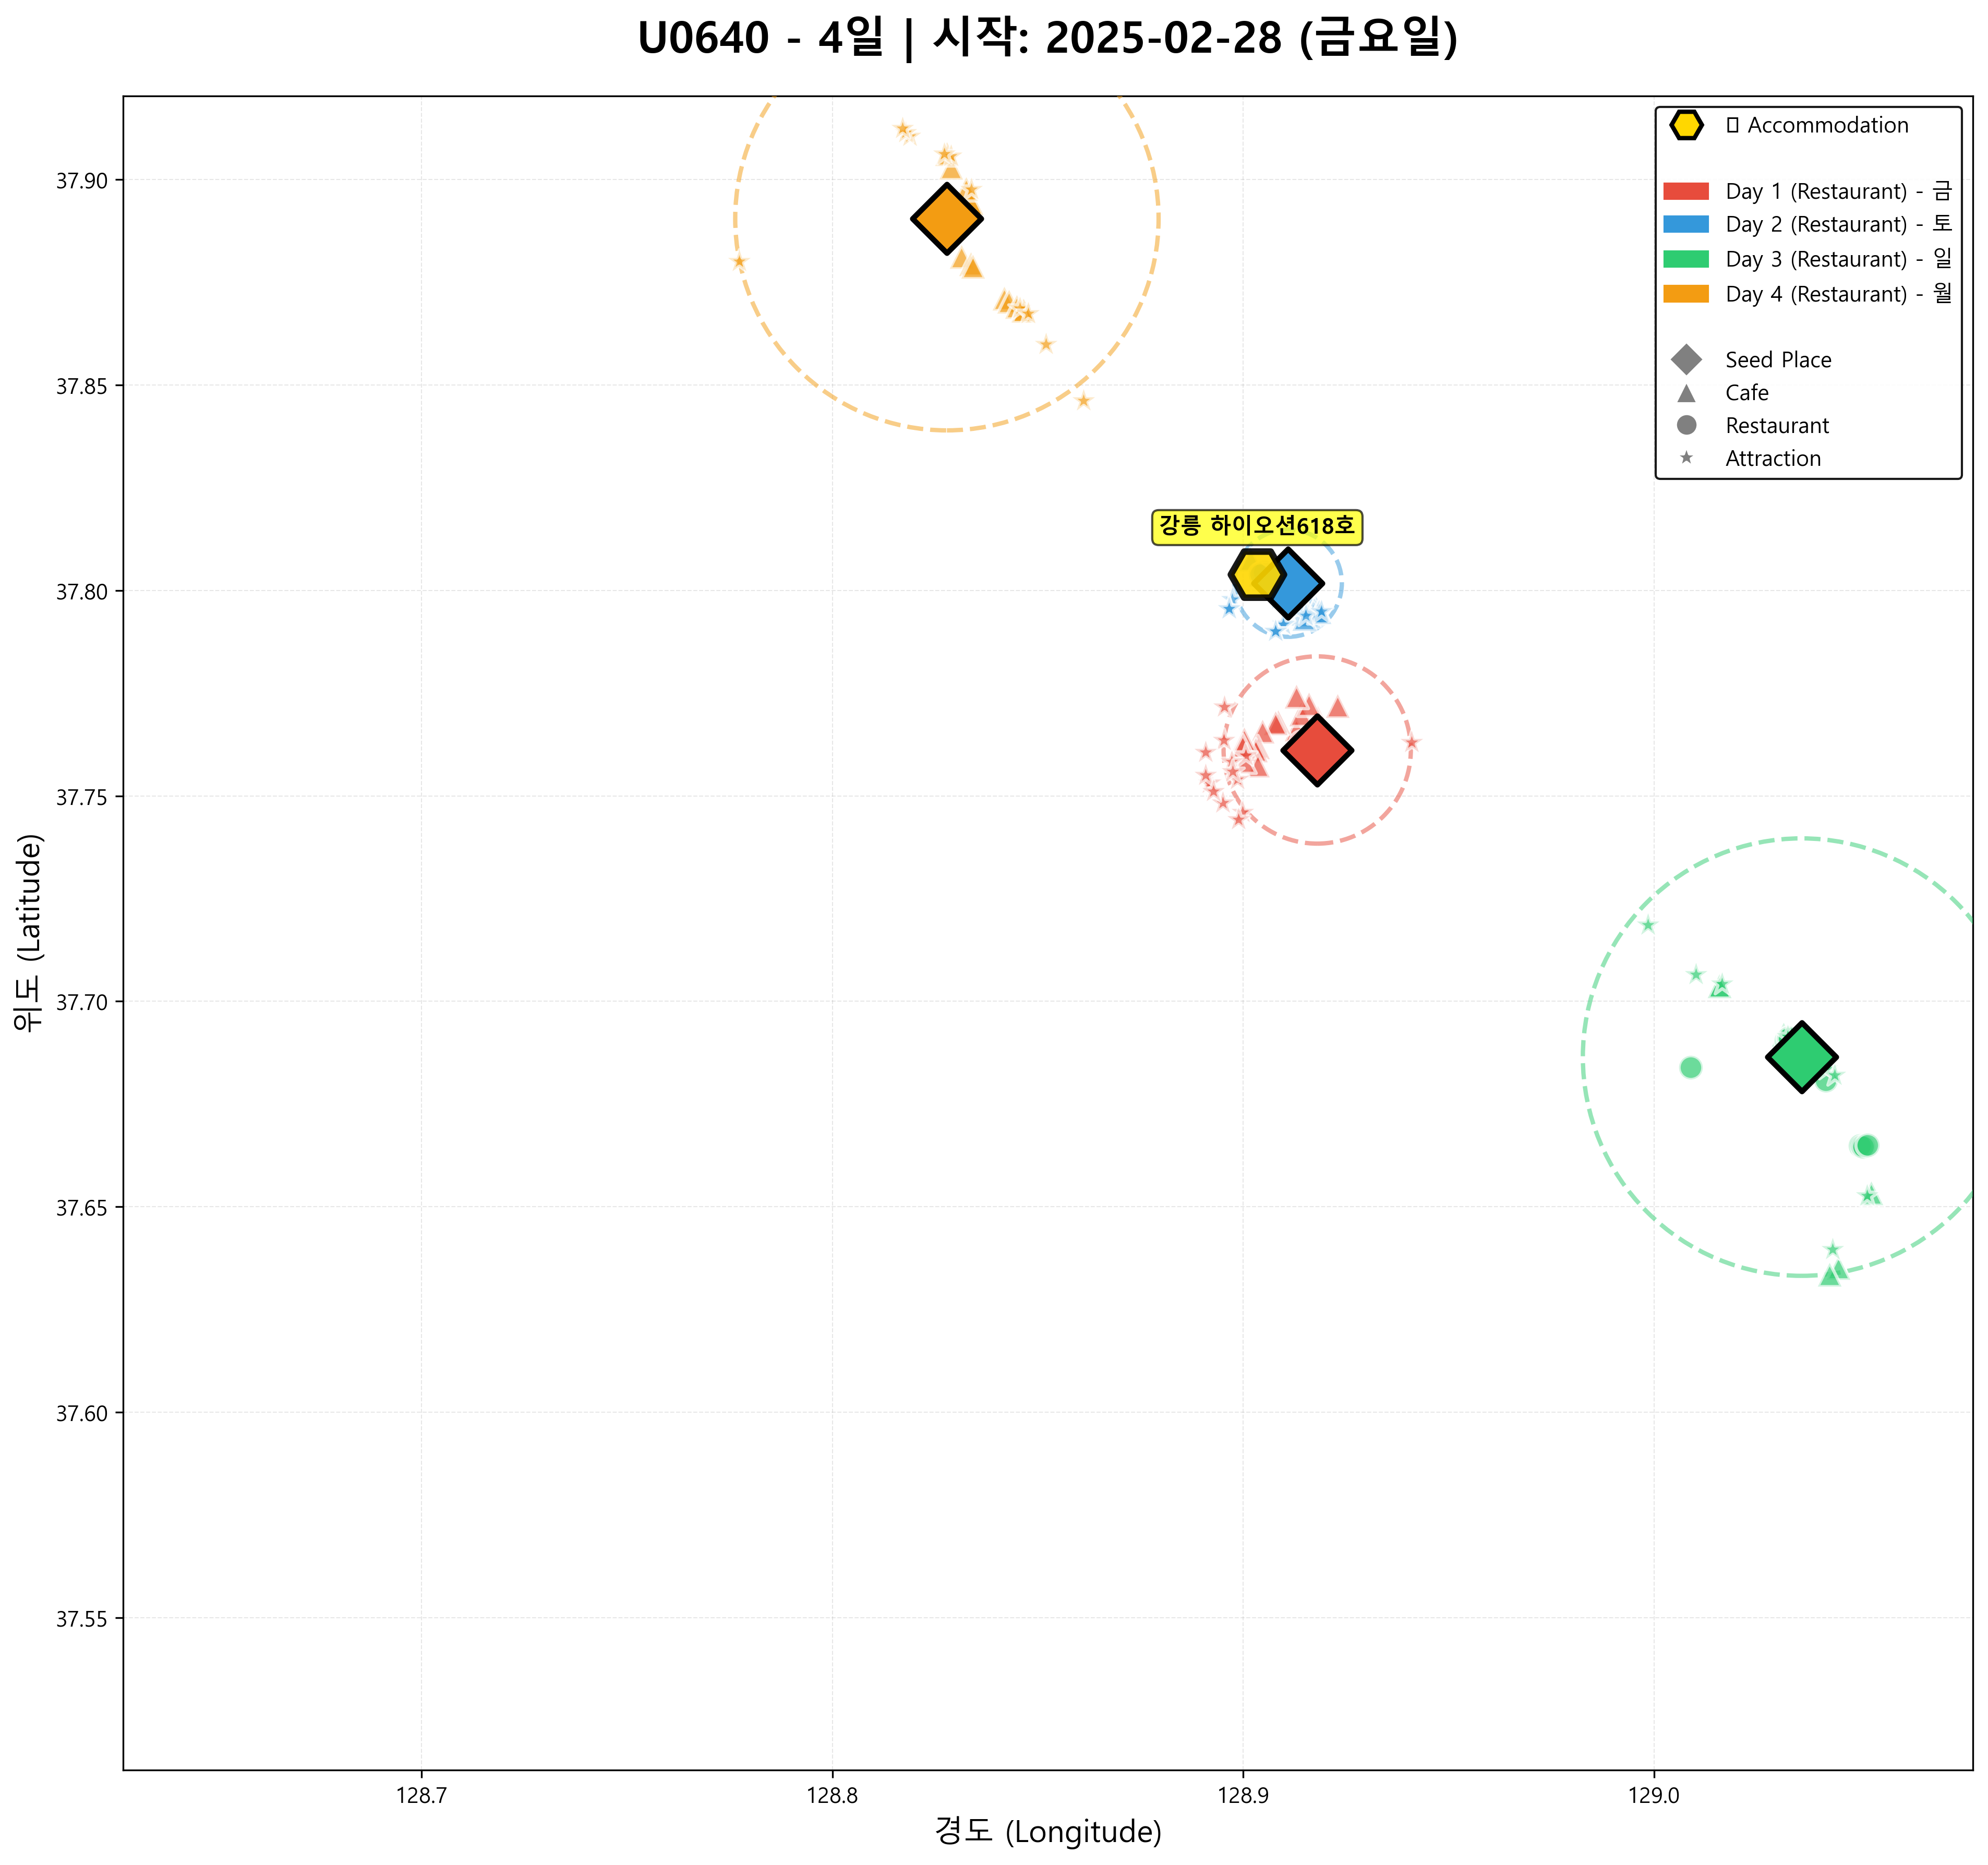 U0640 - 4일 | 시작: 2025-02-28 (금요일)
Accommodation
Day 1 (Restaurant) - 금
Day 2 (Restaurant) - 토
Day 3 (Restaurant) - 일
Day 4 (Restaurant) - 월
Seed Place
Cafe
Restaurant
Attraction
강릉 하이오션618호
위도 (Latitude)
37.90
37.85
37.80
37.75
37.70
37.65
37.60
37.55
128.7
128.8
128.9
129.0
경도 (Longitude)